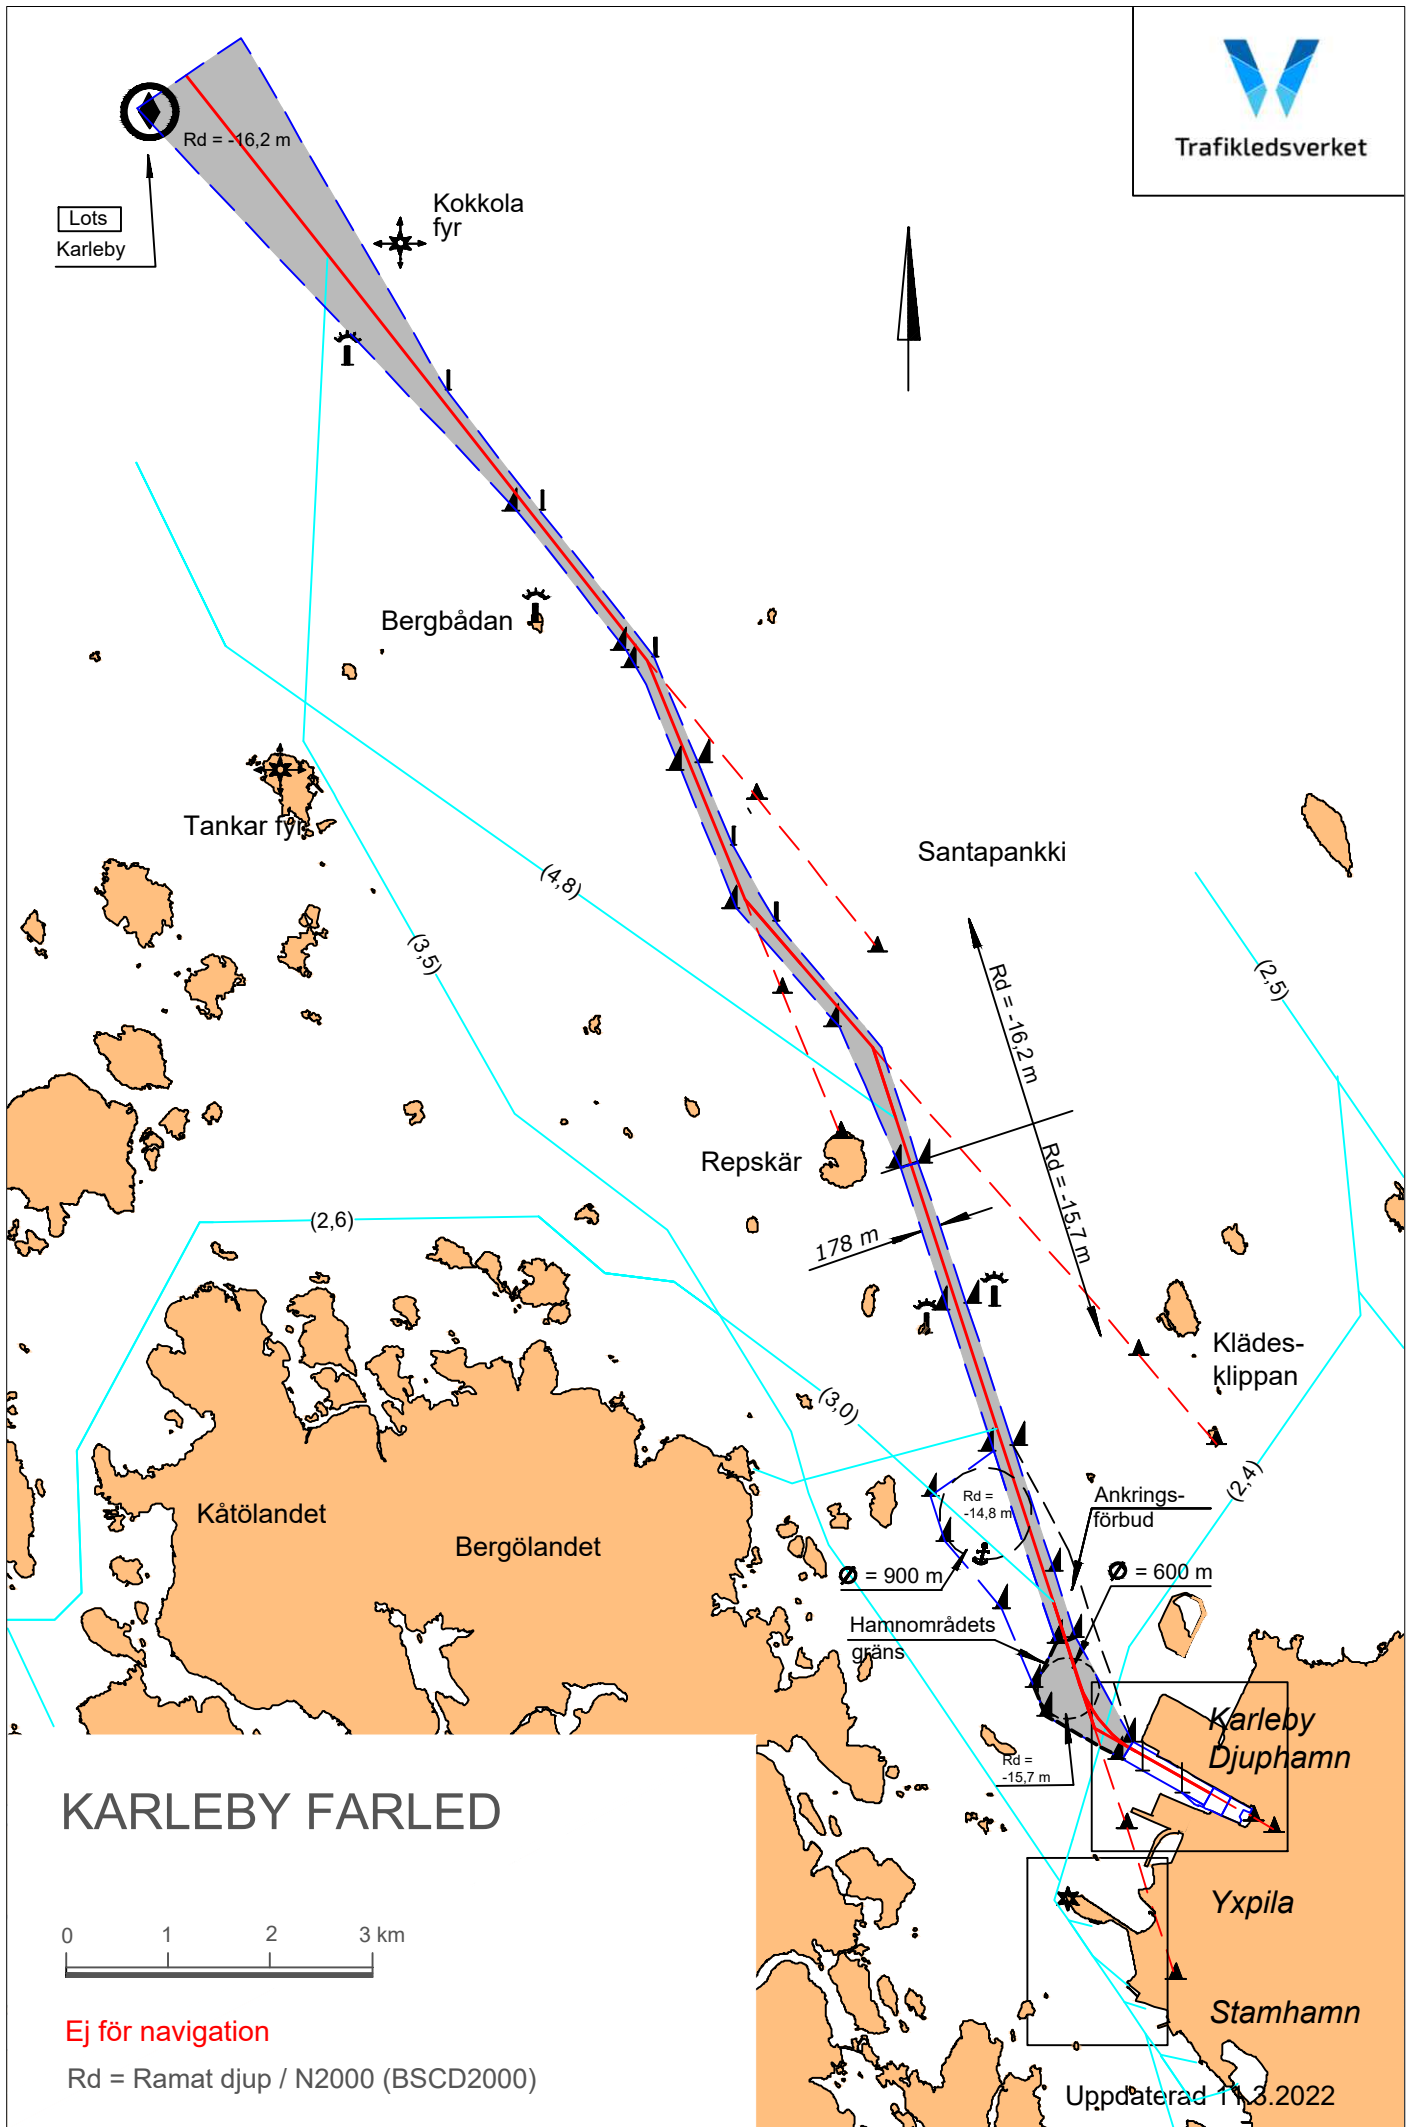 Trafikledsverket
Rd = -16,2 m
Lots
Karleby
Kokkola
fyr
Bergbådan
Tankar fyr
Santapankki
(4,8)
(3,5)
(2,5)
Rd = -16,2 m
Rd = -15,7 m
Repskär
(2,6)
178 m
Klädes-
klippan
(3,0)
(2,4)
Kåtölandet
Bergölandet
Rd =
-14,8 m
Ankrings-
förbud
Ø = 900 m
Ø = 600 m
Hamnområdets
gräns
Karleby
Djuphamn
Rd =
-15,7 m
KARLEBY FARLED
Yxpila
0 1 2 3 km
Stamhamn
Ej för navigation
Rd = Ramat djup / N2000 (BSCD2000)
Uppdaterad 11.3.2022